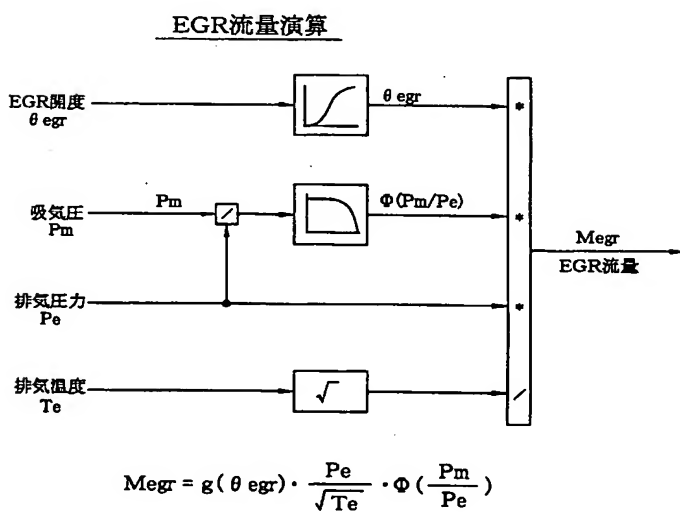 EGR流量演算
EGR開度
θ egr
θ egr
*
吸気圧
Pm
Pm
/
Φ(Pm/Pe)
*
Megr
EGR流量
排気圧力
Pe
*
排気温度
Te
√
/
Megr = g( θ egr) · Pe/√Te · Φ ( Pm/Pe )